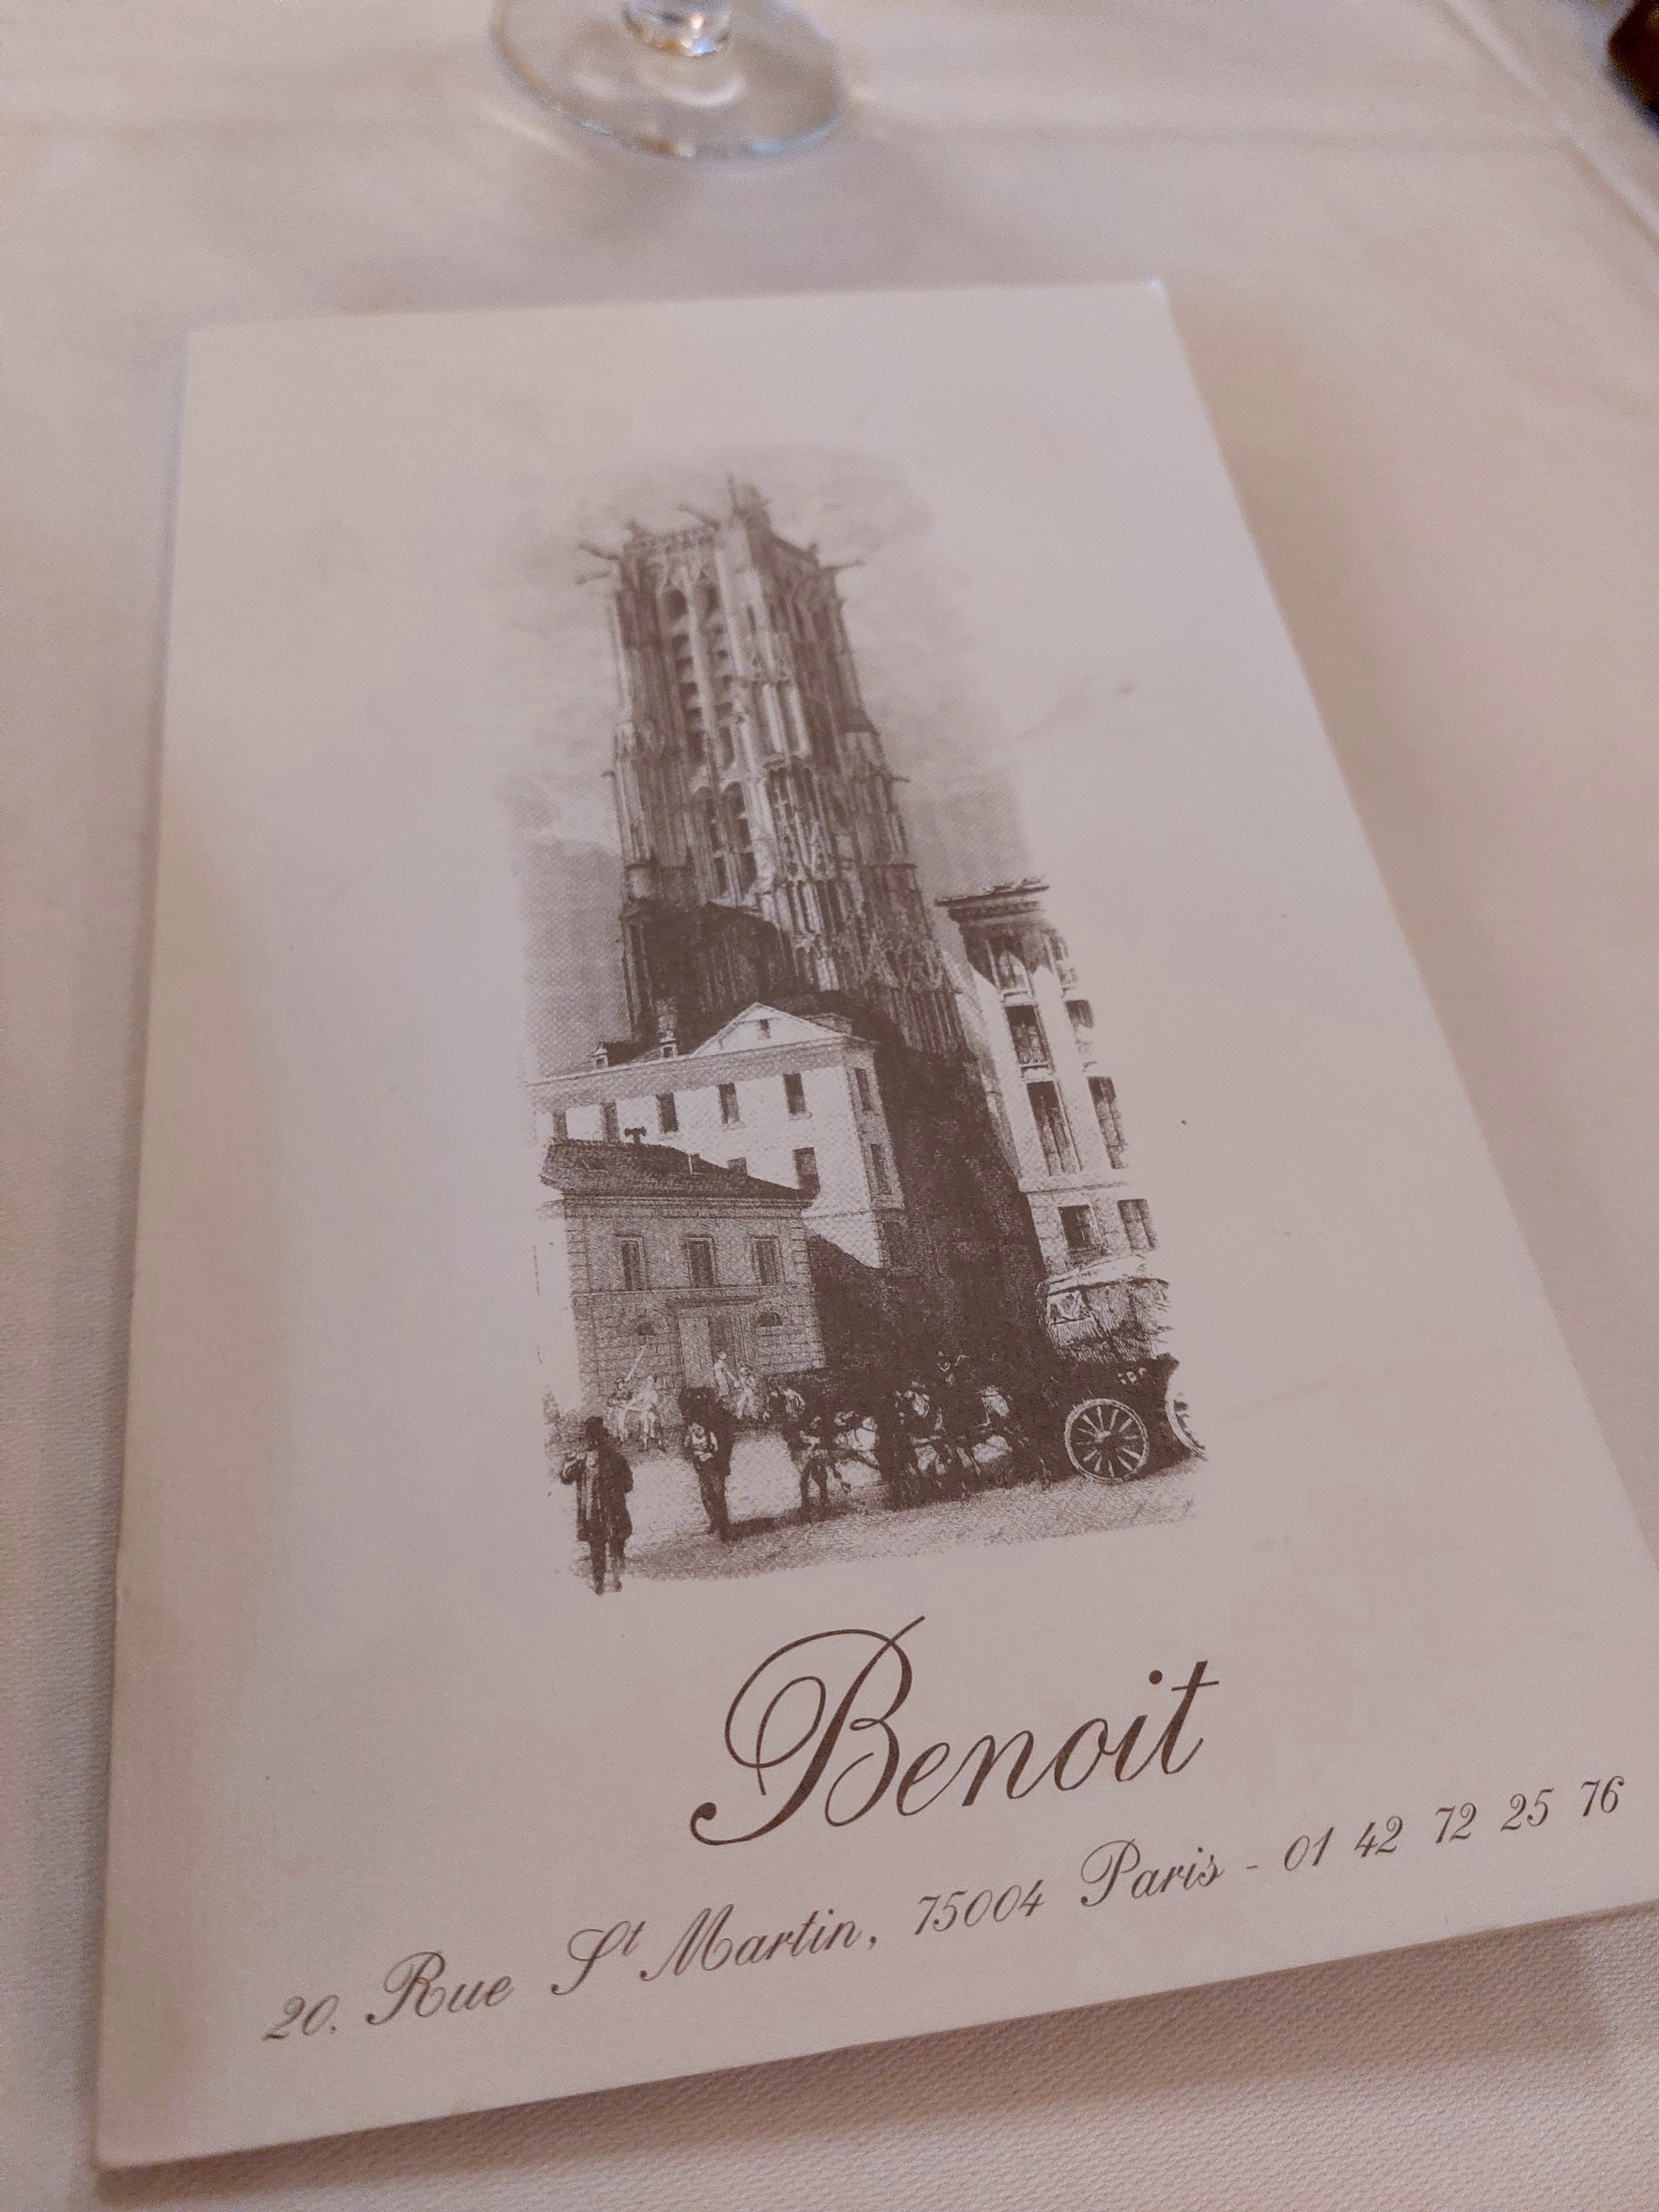 Benoit
20. Rue St Martin, 75004 Paris - 01 42 72 25 76